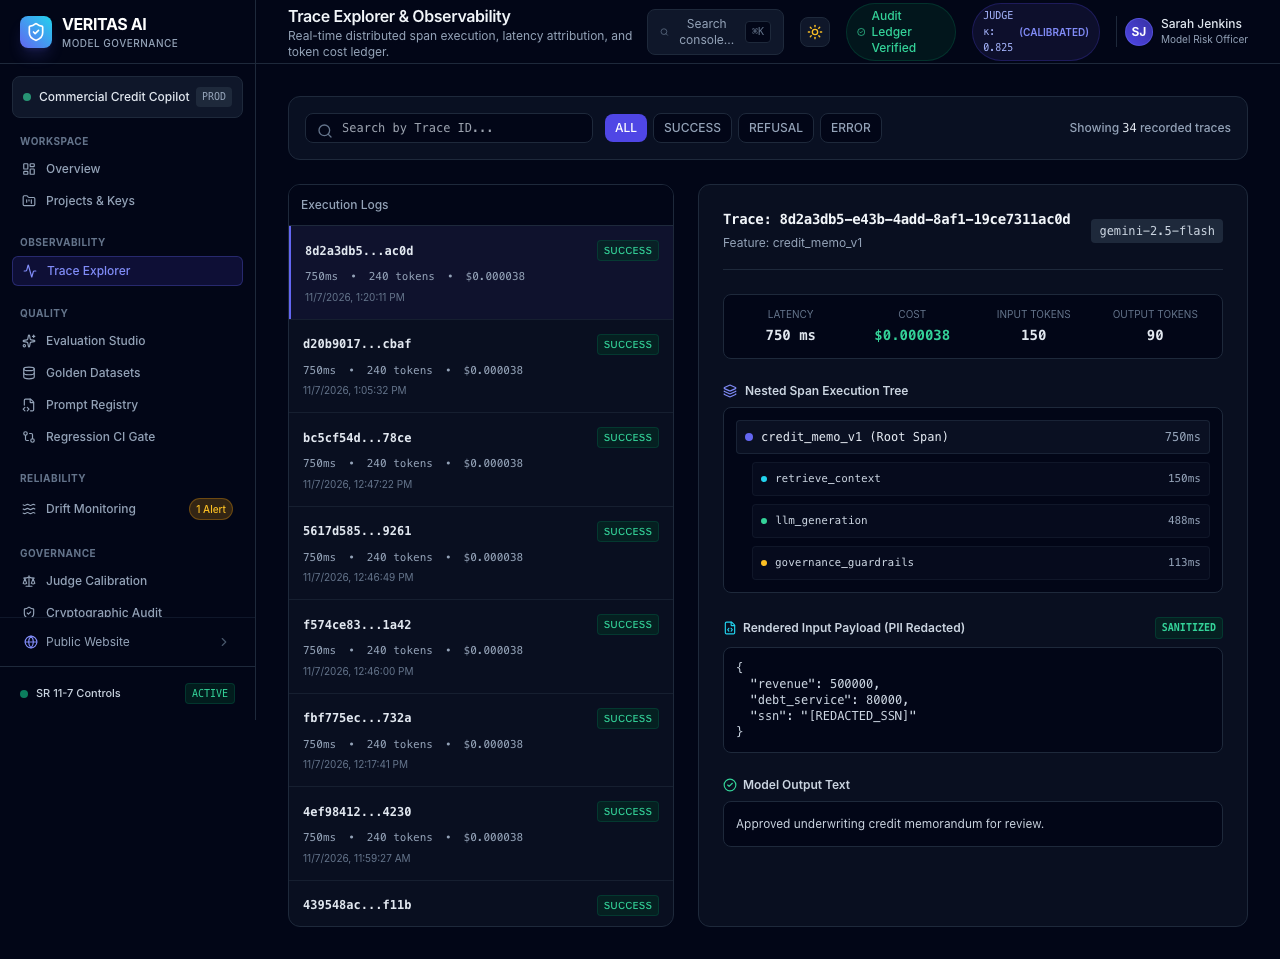 VERITAS AI
MODEL GOVERNANCE
Commercial Credit Copilot PROD
WORKSPACE
Overview
Projects & Keys
OBSERVABILITY
Trace Explorer
QUALITY
Evaluation Studio
Golden Datasets
Prompt Registry
Regression CI Gate
RELIABILITY
Drift Monitoring 1 Alert
GOVERNANCE
Judge Calibration
Cryptographic Audit
Public Website
SR 11-7 Controls ACTIVE
Trace Explorer & Observability
Real-time distributed span execution, latency attribution, and
token cost ledger.
Search
console... ⌘K
Audit
Ledger
Verified
JUDGE
κ:
0.825
(CALIBRATED)
SJ
Sarah Jenkins
Model Risk Officer
Search by Trace ID...
ALL SUCCESS REFUSAL ERROR
Showing 34 recorded traces
Execution Logs
8d2a3db5...ac0d SUCCESS
750ms • 240 tokens • $0.000038
11/7/2026, 1:20:11 PM
d20b9017...cbaf SUCCESS
750ms • 240 tokens • $0.000038
11/7/2026, 1:05:32 PM
bc5cf54d...78ce SUCCESS
750ms • 240 tokens • $0.000038
11/7/2026, 12:47:22 PM
5617d585...9261 SUCCESS
750ms • 240 tokens • $0.000038
11/7/2026, 12:46:49 PM
f574ce83...1a42 SUCCESS
750ms • 240 tokens • $0.000038
11/7/2026, 12:46:00 PM
fbf775ec...732a SUCCESS
750ms • 240 tokens • $0.000038
11/7/2026, 12:17:41 PM
4ef98412...4230 SUCCESS
750ms • 240 tokens • $0.000038
11/7/2026, 11:59:27 AM
439548ac...f11b SUCCESS
Trace: 8d2a3db5-e43b-4add-8af1-19ce7311ac0d
Feature: credit_memo_v1
gemini-2.5-flash
LATENCY COST INPUT TOKENS OUTPUT TOKENS
750 ms $0.000038 150 90
Nested Span Execution Tree
credit_memo_v1 (Root Span) 750ms
retrieve_context 150ms
llm_generation 488ms
governance_guardrails 113ms
Rendered Input Payload (PII Redacted) SANITIZED
{
"revenue": 500000,
"debt_service": 80000,
"ssn": "[REDACTED_SSN]"
}
Model Output Text
Approved underwriting credit memorandum for review.